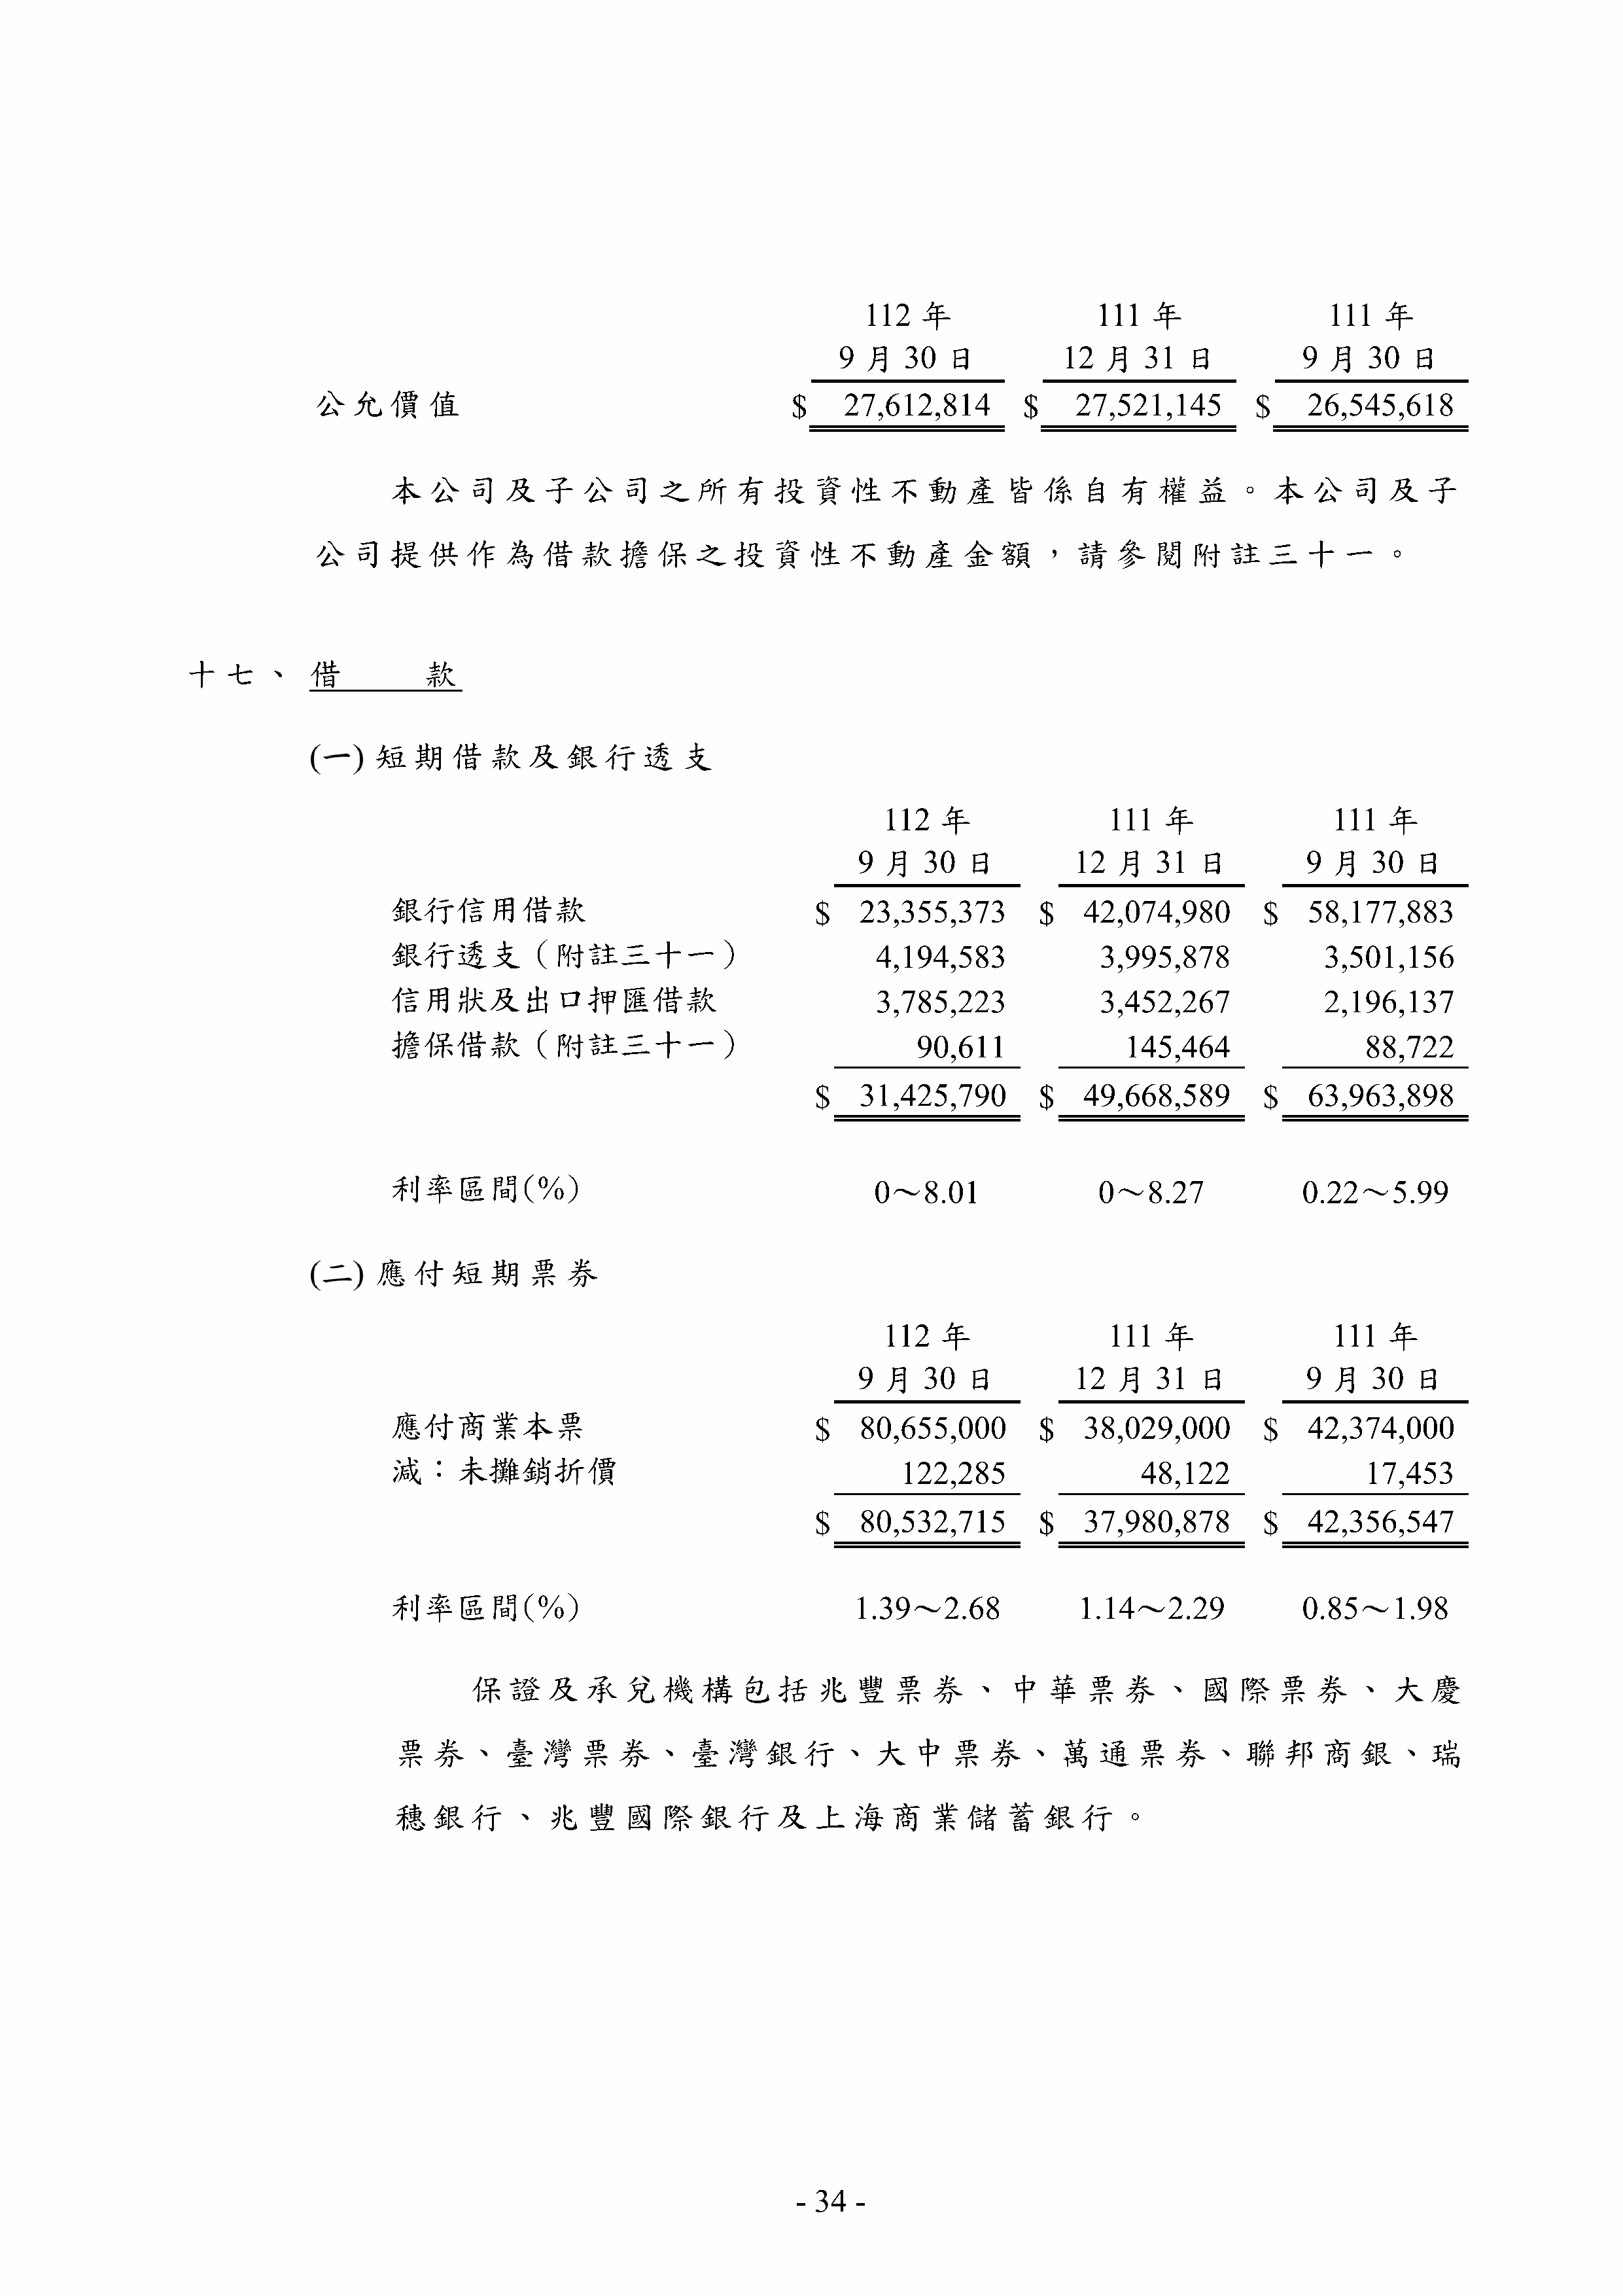 112 年 111 年 111 年
9 月 30 日 12 月 31 日 9 月 30 日
公允價值 $ 27,612,814 $ 27,521,145 $ 26,545,618
本公司及子公司之所有投資性不動產皆係自有權益。本公司及子
公司提供作為借款擔保之投資性不動產金額，請參閱附註三十一。
十七、借 款
(一) 短期借款及銀行透支
112 年 111 年 111 年
9 月 30 日 12 月 31 日 9 月 30 日
銀行信用借款 $ 23,355,373 $ 42,074,980 $ 58,177,883
銀行透支（附註三十一） 4,194,583 3,995,878 3,501,156
信用狀及出口押匯借款 3,785,223 3,452,267 2,196,137
擔保借款（附註三十一） 90,611 145,464 88,722
$ 31,425,790 $ 49,668,589 $ 63,963,898
利率區間(%) 0～8.01 0～8.27 0.22～5.99
(二) 應付短期票券
112 年 111 年 111 年
9 月 30 日 12 月 31 日 9 月 30 日
應付商業本票 $ 80,655,000 $ 38,029,000 $ 42,374,000
減：未攤銷折價 122,285 48,122 17,453
$ 80,532,715 $ 37,980,878 $ 42,356,547
利率區間(%) 1.39～2.68 1.14～2.29 0.85～1.98
保證及承兌機構包括兆豐票券、中華票券、國際票券、大慶
票券、臺灣票券、臺灣銀行、大中票券、萬通票券、聯邦商銀、瑞
穗銀行、兆豐國際銀行及上海商業儲蓄銀行。
- 34 -